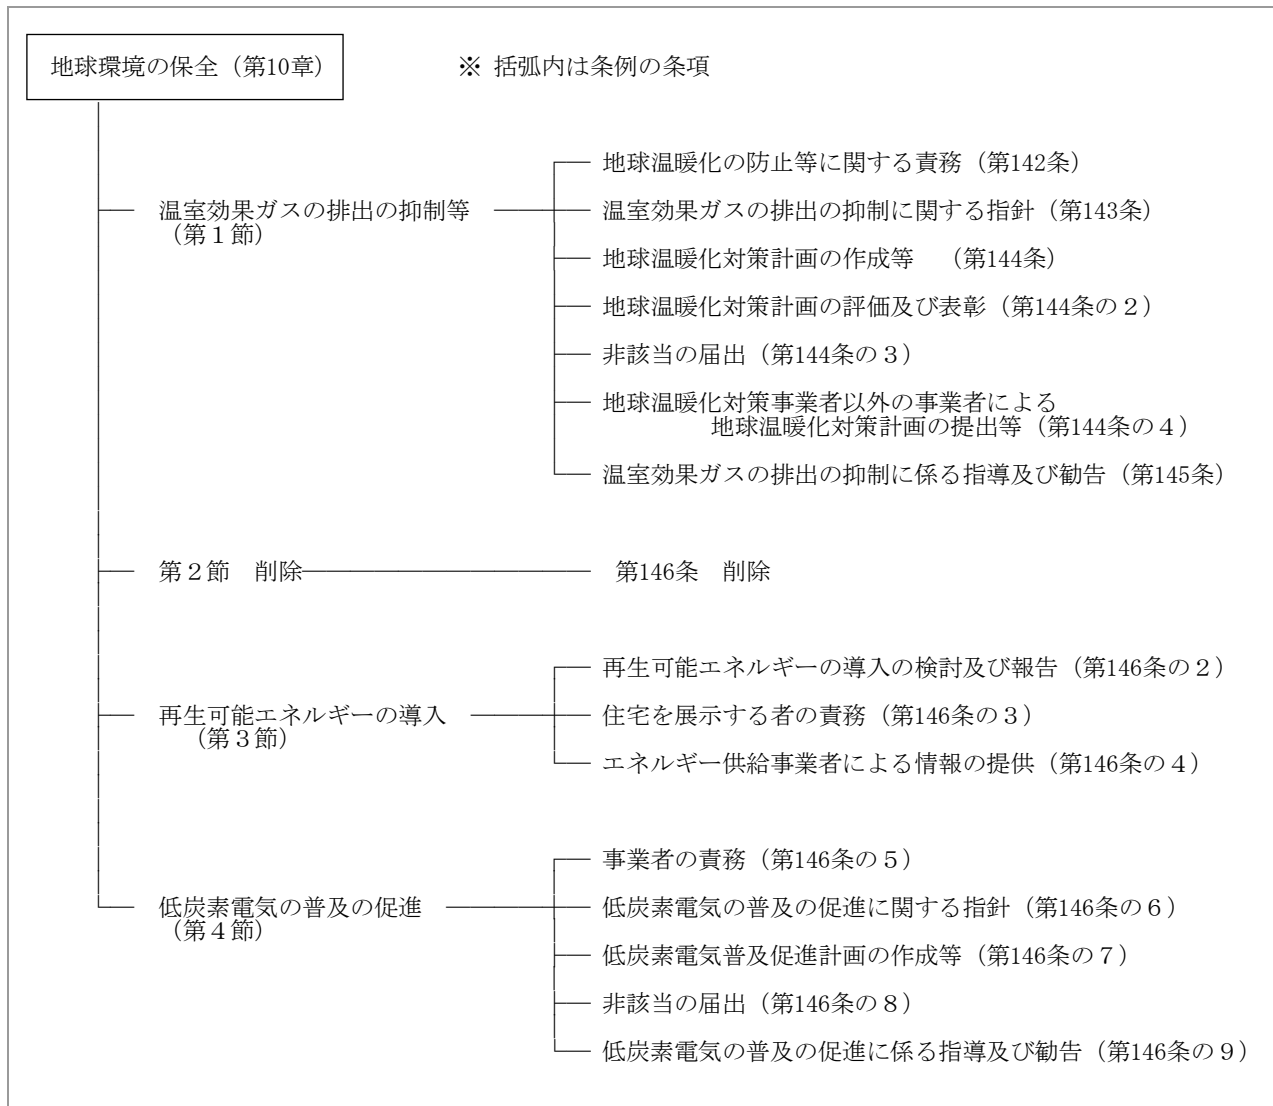 地球環境の保全（第10章）
※ 括弧内は条例の条項
温室効果ガスの排出の抑制等
（第１節）
地球温暖化の防止等に関する責務（第142条）
温室効果ガスの排出の抑制に関する指針（第143条）
地球温暖化対策計画の作成等　（第144条）
地球温暖化対策計画の評価及び表彰（第144条の２）
非該当の届出（第144条の３）
地球温暖化対策事業者以外の事業者による
地球温暖化対策計画の提出等（第144条の４）
温室効果ガスの排出の抑制に係る指導及び勧告（第145条）
第２節　削除
第146条　削除
再生可能エネルギーの導入
（第３節）
再生可能エネルギーの導入の検討及び報告（第146条の２）
住宅を展示する者の責務（第146条の３）
エネルギー供給事業者による情報の提供（第146条の４）
低炭素電気の普及の促進
（第４節）
事業者の責務（第146条の５）
低炭素電気の普及の促進に関する指針（第146条の６）
低炭素電気普及促進計画の作成等（第146条の７）
非該当の届出（第146条の８）
低炭素電気の普及の促進に係る指導及び勧告（第146条の９）